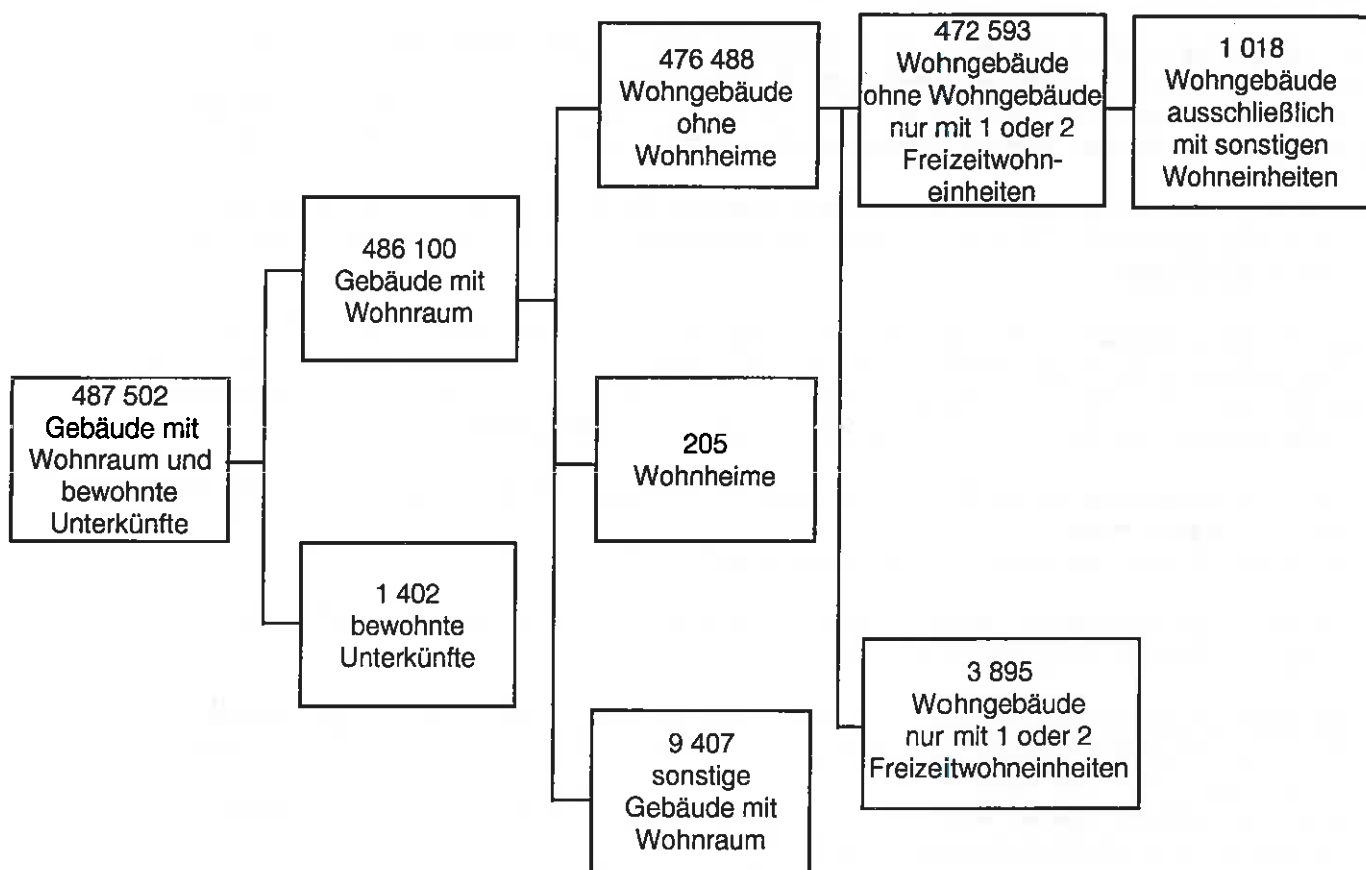 476 488
Wohngebäude
ohne
Wohnheime
472 593
Wohngebäude
ohne Wohngebäude
nur mit 1 oder 2
Freizeitwohn-
einheiten
1 018
Wohngebäude
ausschließlich
mit sonstigen
Wohneinheiten
486 100
Gebäude mit
Wohnraum
487 502
Gebäude mit
Wohnraum und
bewohnte
Unterkünfte
205
Wohnheime
1 402
bewohnte
Unterkünfte
3 895
Wohngebäude
nur mit 1 oder 2
Freizeitwohneinheiten
9 407
sonstige
Gebäude mit
Wohnraum